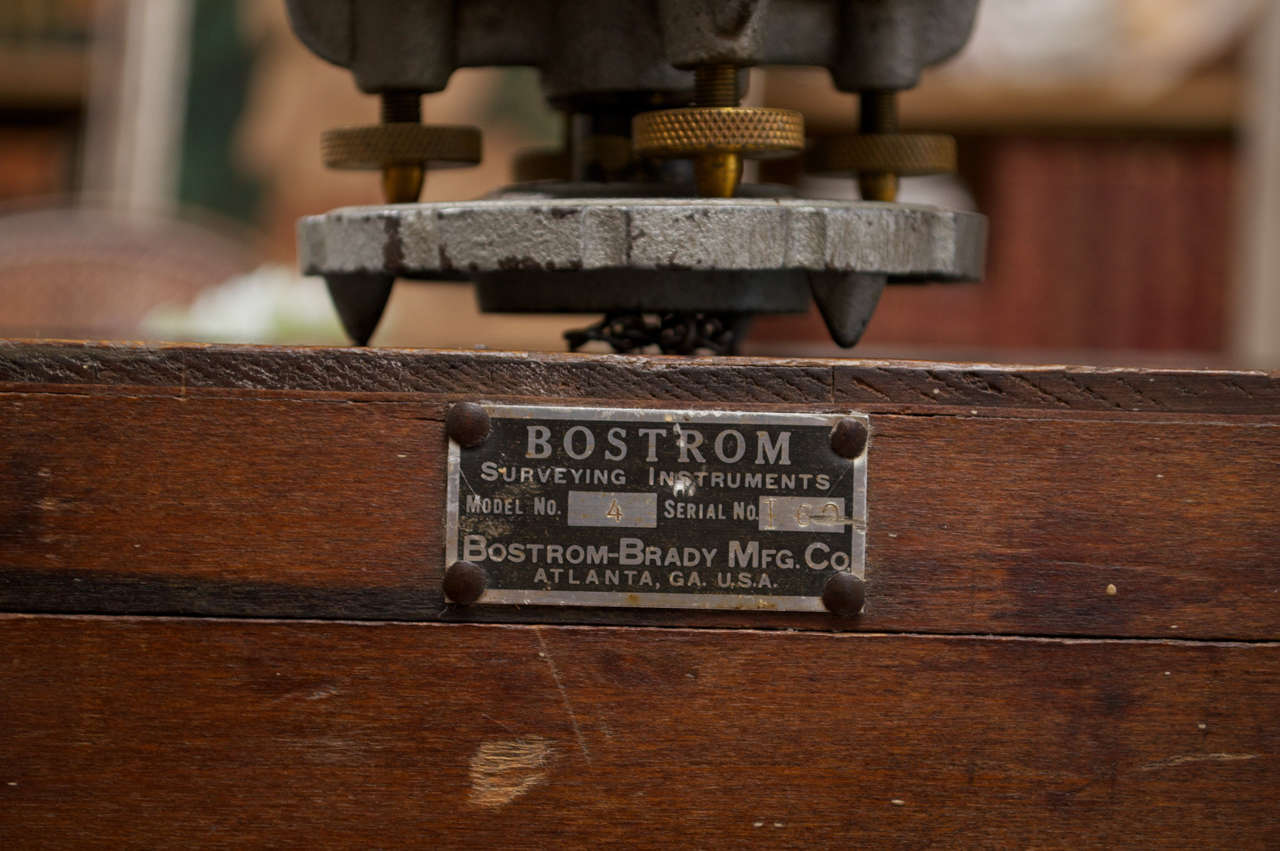 BOSTROM
SURVEYING INSTRUMENTS
MODEL NO. 4 SERIAL NO.
BOSTROM-BRADY MFG. CO.
ATLANTA, GA. U.S.A.